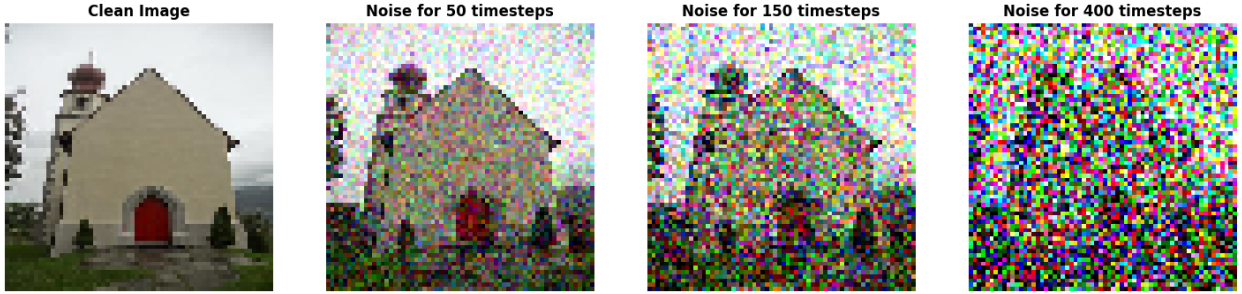 Clean Image
Noise for 50 timesteps
Noise for 150 timesteps
Noise for 400 timesteps